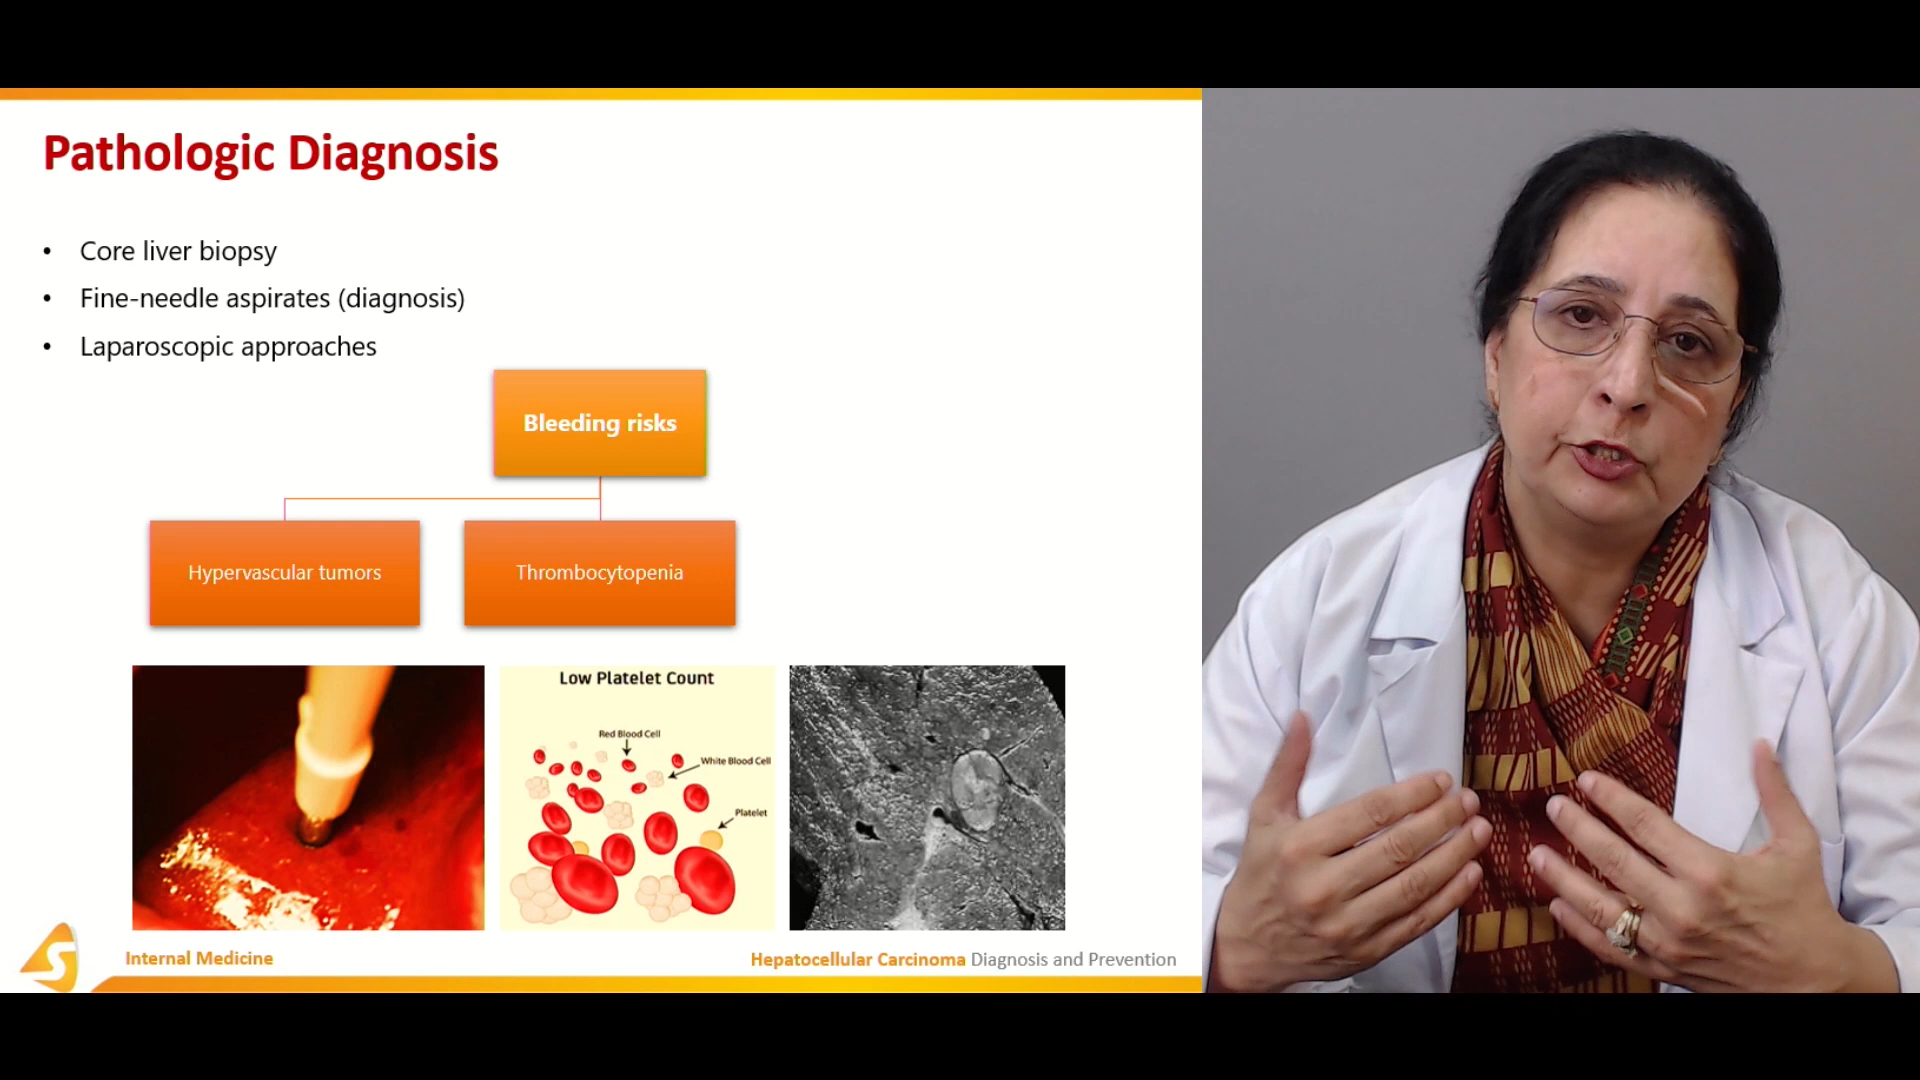 Pathologic Diagnosis
• Core liver biopsy
• Fine-needle aspirates (diagnosis)
• Laparoscopic approaches
Bleeding risks
Hypervascular tumors
Thrombocytopenia
Low Platelet Count
Red Blood Cell
White Blood Cell
Platelet
Internal Medicine
Hepatocellular Carcinoma Diagnosis and Prevention